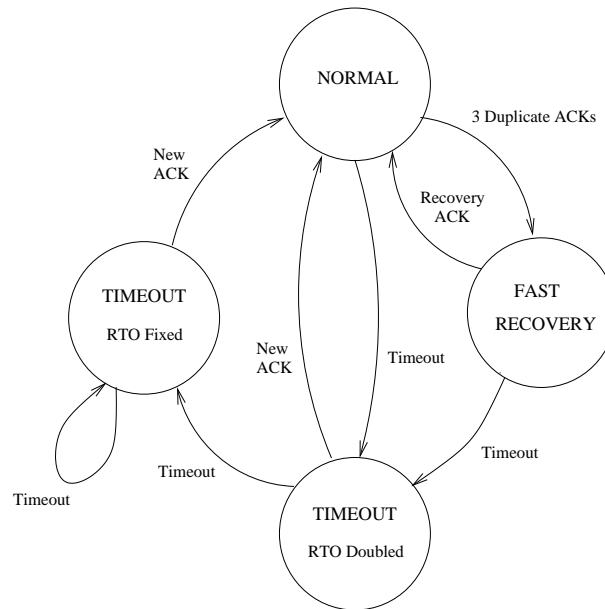 NORMAL
3 Duplicate ACKs
New
ACK
Recovery
ACK
TIMEOUT
RTO Fixed
FAST
RECOVERY
New
ACK
Timeout
Timeout
Timeout
Timeout
TIMEOUT
RTO Doubled